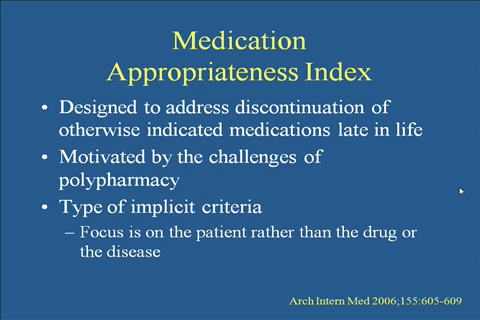 Medication
Appropriateness Index
• Designed to address discontinuation of
otherwise indicated medications late in life
• Motivated by the challenges of
polypharmacy
• Type of implicit criteria
– Focus is on the patient rather than the drug or
the disease
Arch Intern Med 2006;155:605-609